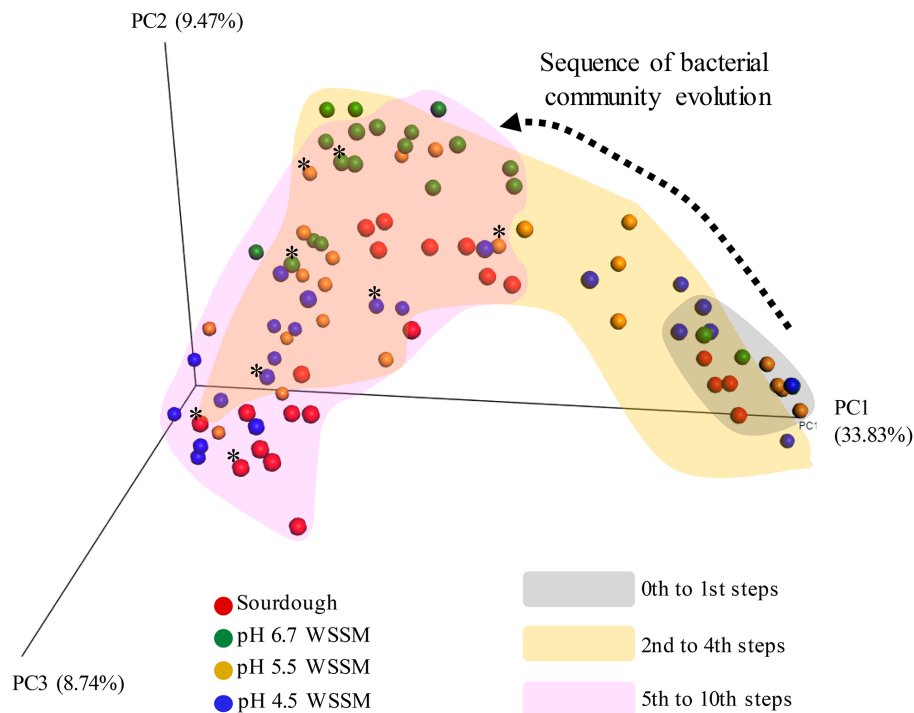 PC2 (9.47%)
Sequence of bacterial
community evolution
*
*
*
*
*
PC1
PC1
(33.83%)
*
*
*
PC3 (8.74%)
Sourdough
pH 6.7 WSSM
pH 5.5 WSSM
pH 4.5 WSSM
0th to 1st steps
2nd to 4th steps
5th to 10th steps